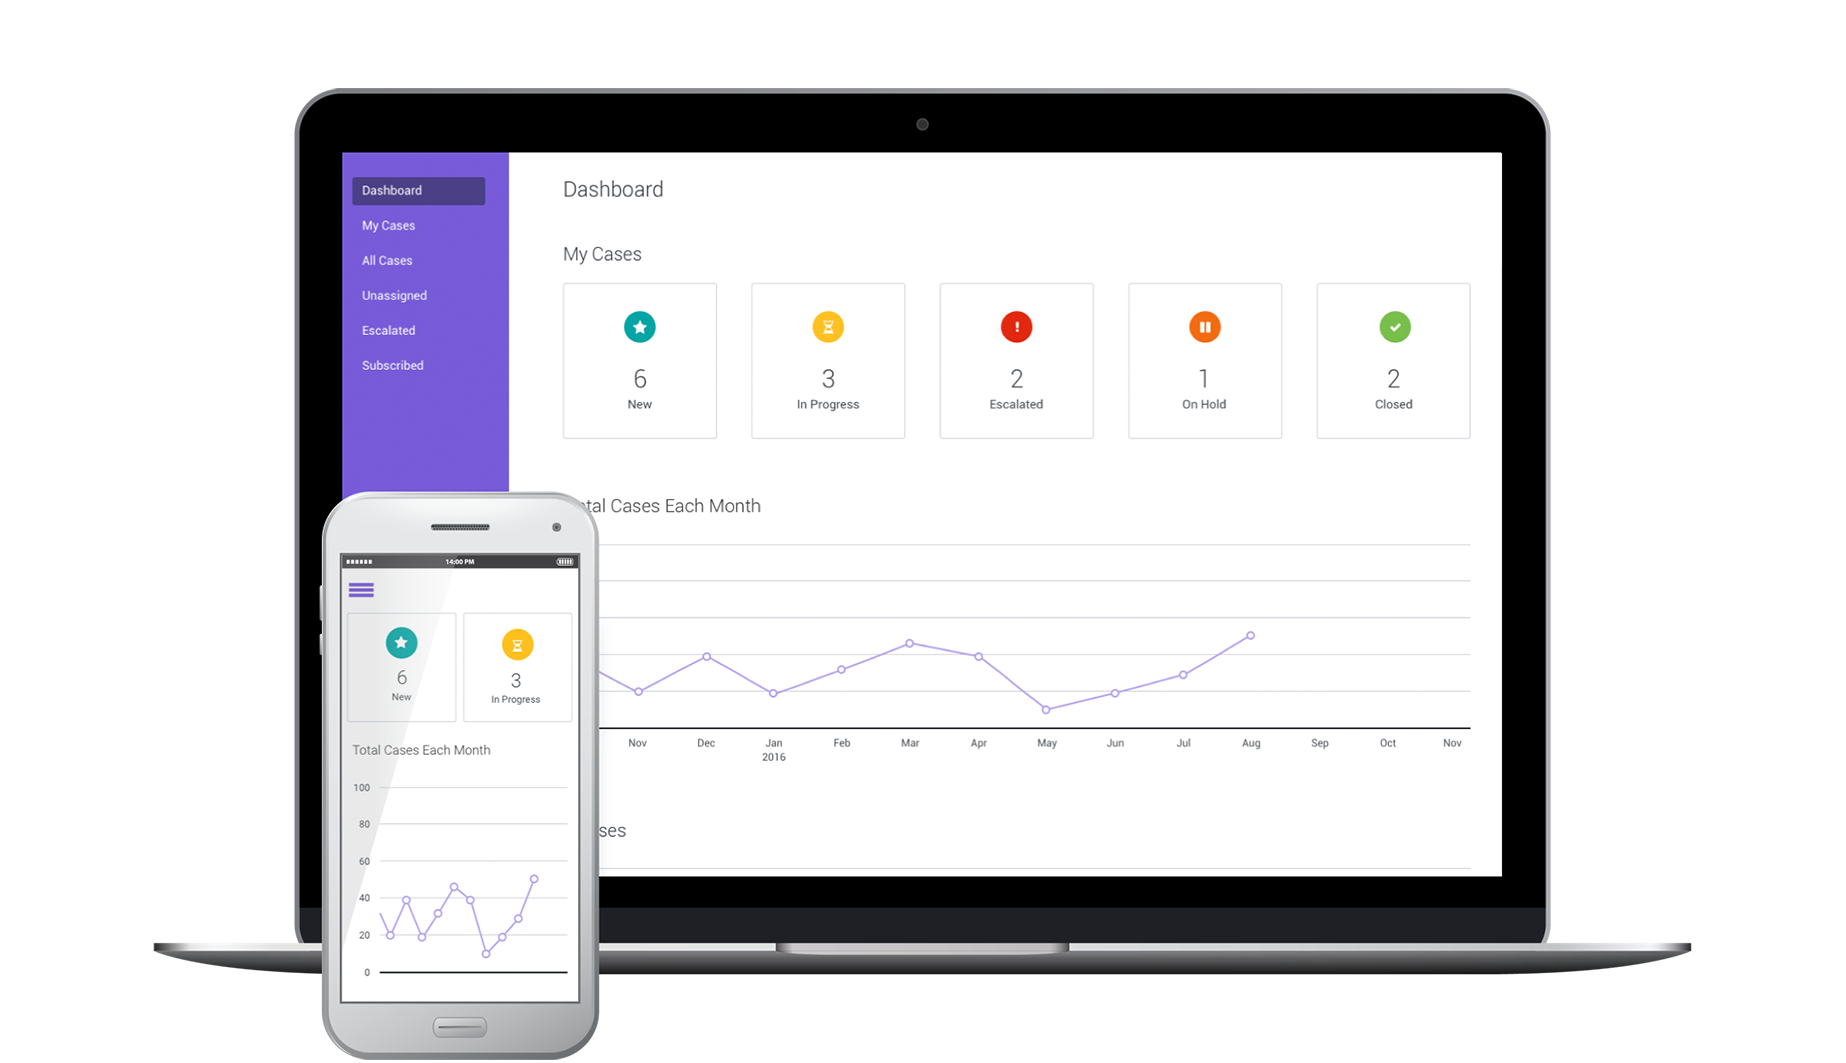 Dashboard
My Cases
All Cases
Unassigned
Escalated
Subscribed
Dashboard
My Cases
6
New
3
In Progress
2
Escalated
1
On Hold
2
Closed
tal Cases Each Month
Nov Dec Jan Feb Mar Apr May Jun Jul Aug Sep Oct Nov
2016
ses
14:00 PM
6
New
3
In Progress
Total Cases Each Month
100
80
60
40
20
0